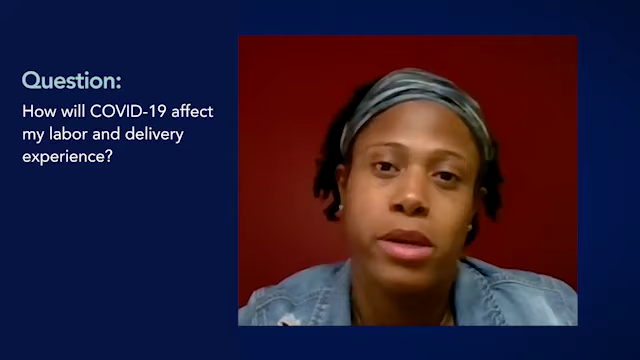 Question:
How will COVID-19 affect
my labor and delivery
experience?